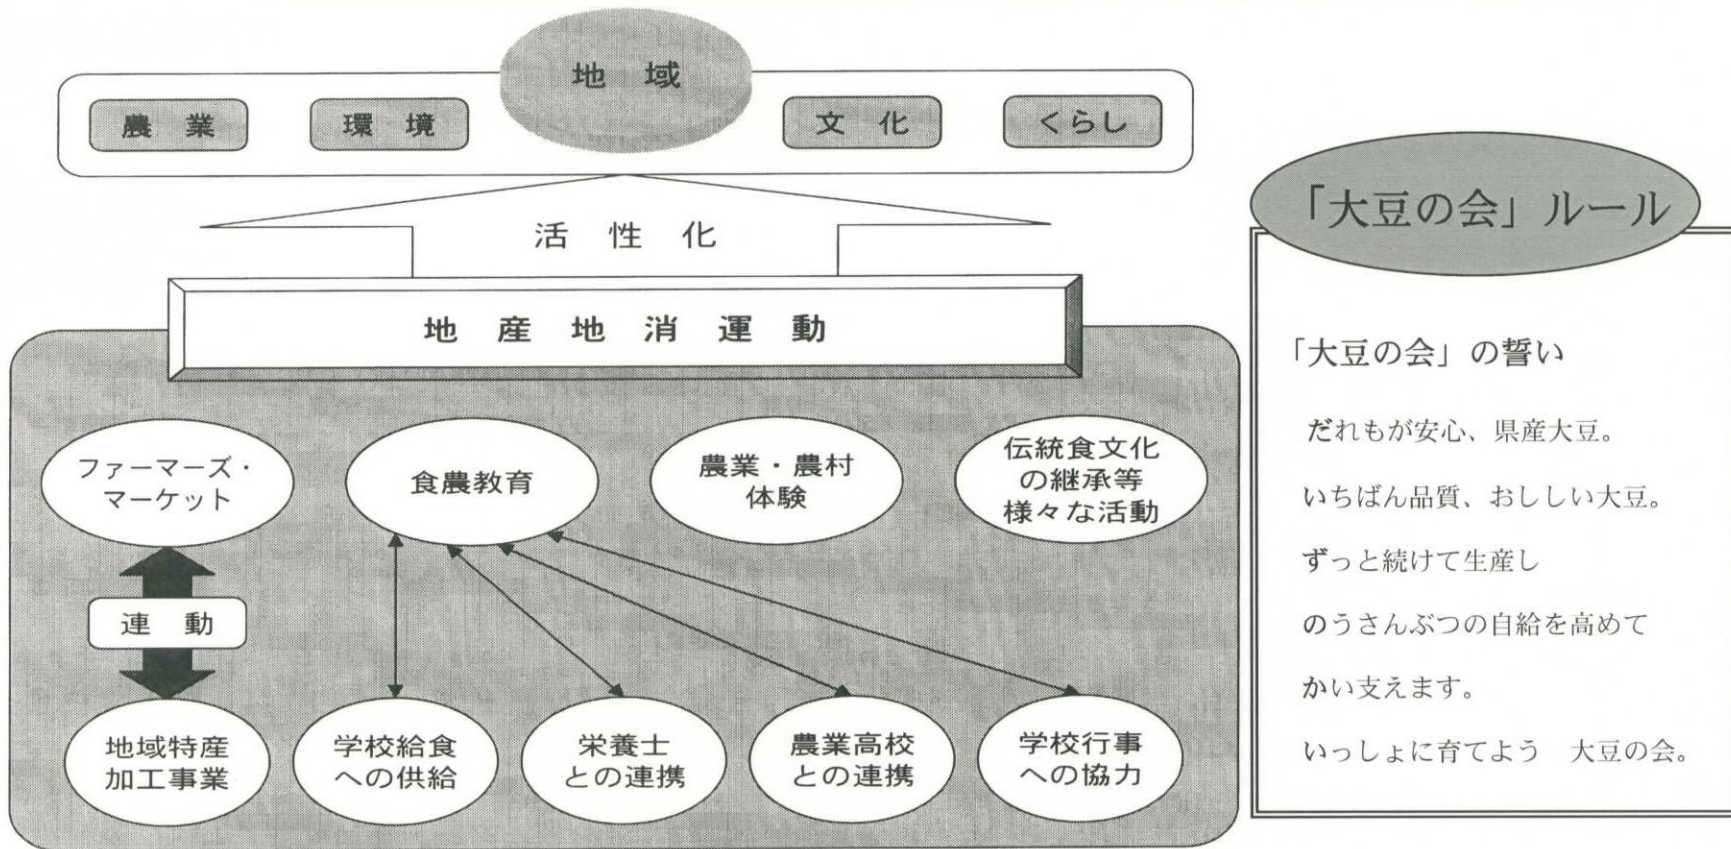 地域
農業
環境
文化
くらし
活性化
地産地消運動
ファーマーズ・
マーケット
食農教育
農業・農村
体験
伝統食文化
の継承等
様々な活動
連動
地域特産
加工事業
学校給食
への供給
栄養士
との連携
農業高校
との連携
学校行事
への協力
「大豆の会」ルール
「大豆の会」の誓い
だれもが安心、県産大豆。
いちばん品質、おししい大豆。
ずっと続けて生産し
のうさんぶつの自給を高めて
かい支えます。
いっしょに育てよう　大豆の会。